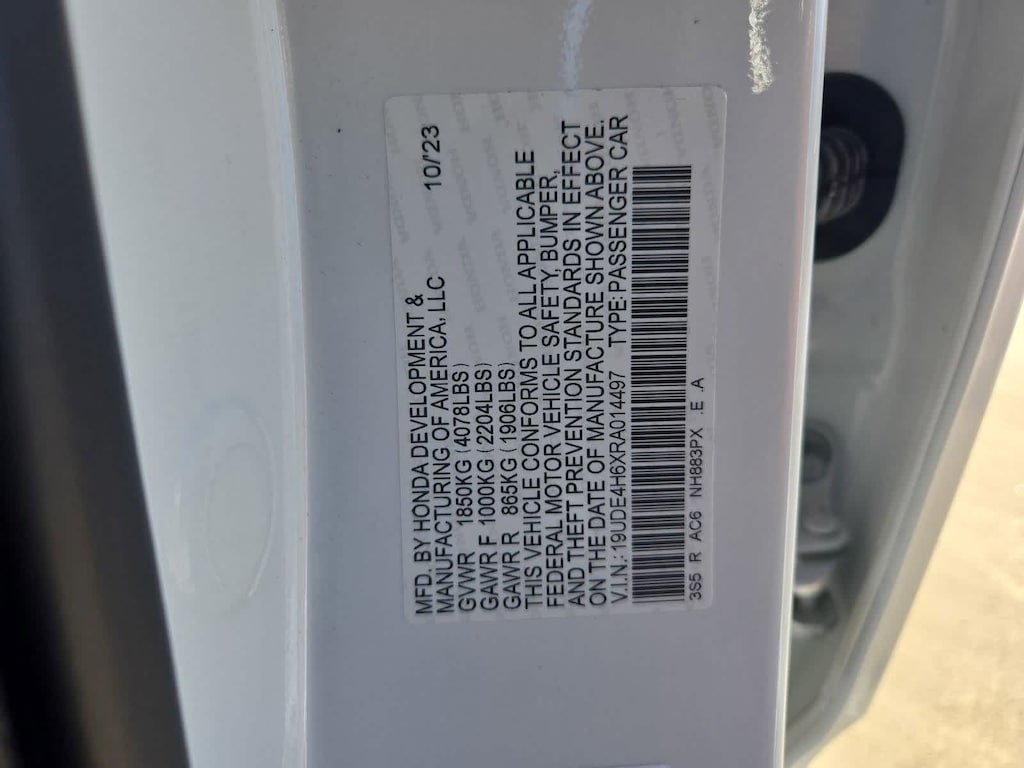 MFD. BY HONDA DEVELOPMENT & 10/'23
MANUFACTURING OF AMERICA, LLC
GVWR 1850KG (4078LBS)
GAWR F 1000KG (2204LBS)
GAWR R 865KG (1906LBS)
THIS VEHICLE CONFORMS TO ALL APPLICABLE
FEDERAL MOTOR VEHICLE SAFETY, BUMPER,
AND THEFT PREVENTION STANDARDS IN EFFECT
ON THE DATE OF MANUFACTURE SHOWN ABOVE.
V.I.N.: 19UDE4H6XRA014497 TYPE: PASSENGER CAR
3S5 R AC6 NH883PX .E .A